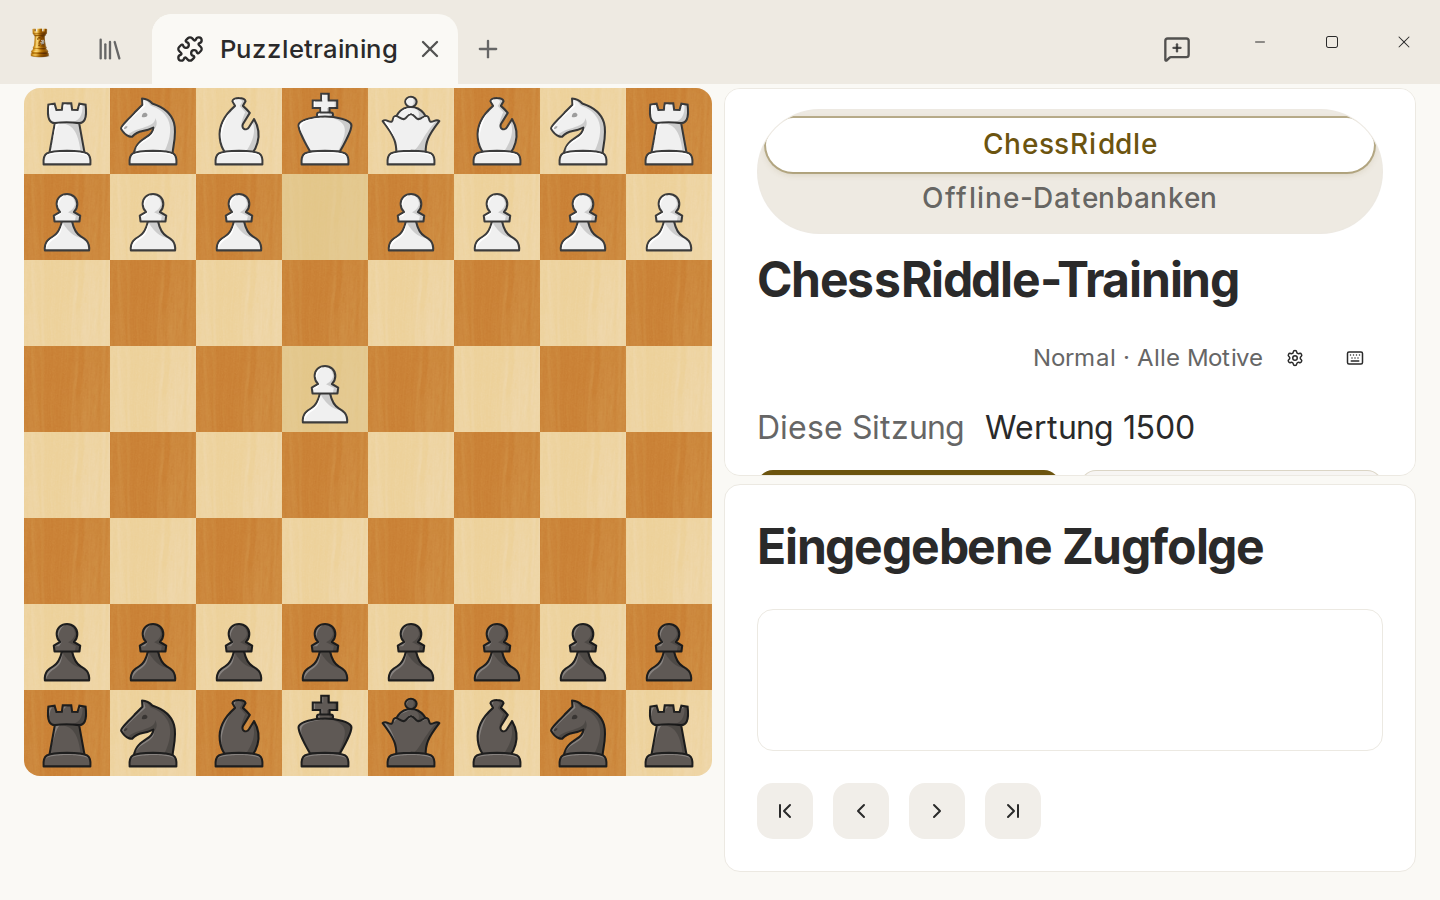 Puzzletraining
ChessRiddle
Offline-Datenbanken
ChessRiddle-Training
Normal · Alle Motive
Diese Sitzung Wertung 1500
Eingegebene Zugfolge